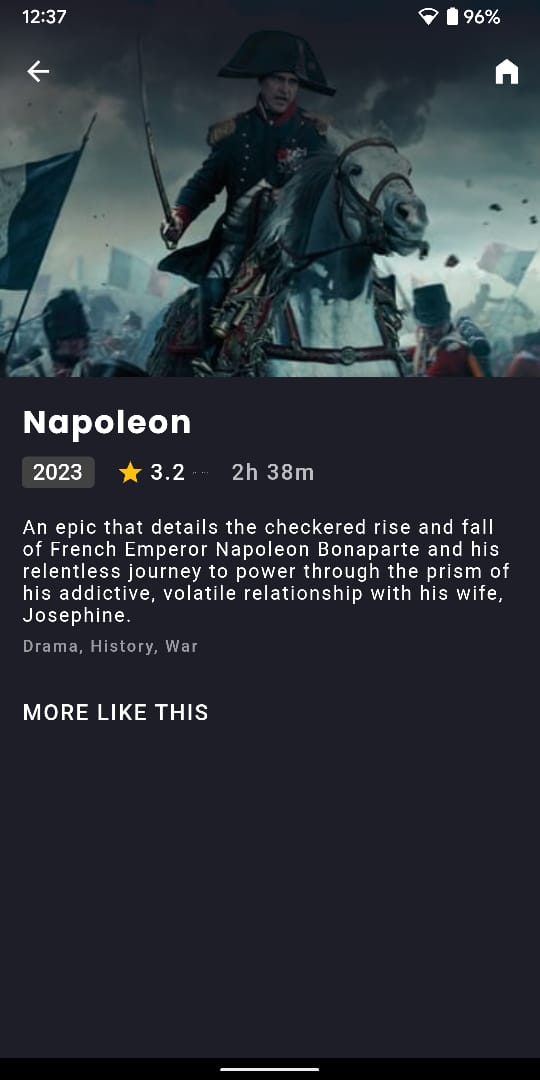 12:37
96%
Napoleon
2023
3.2
2h 38m
An epic that details the checkered rise and fall
of French Emperor Napoleon Bonaparte and his
relentless journey to power through the prism of
his addictive, volatile relationship with his wife,
Josephine.
Drama, History, War
MORE LIKE THIS